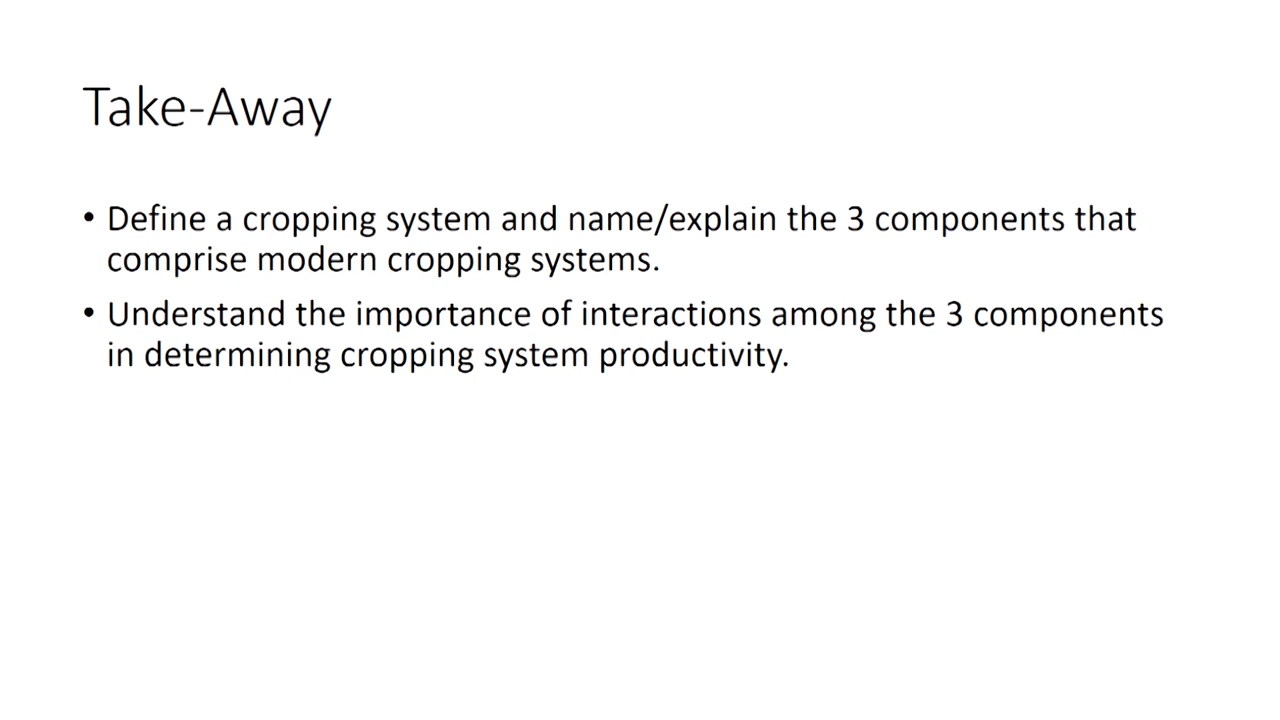 Take-Away
• Define a cropping system and name/explain the 3 components that
comprise modern cropping systems.
• Understand the importance of interactions among the 3 components
in determining cropping system productivity.